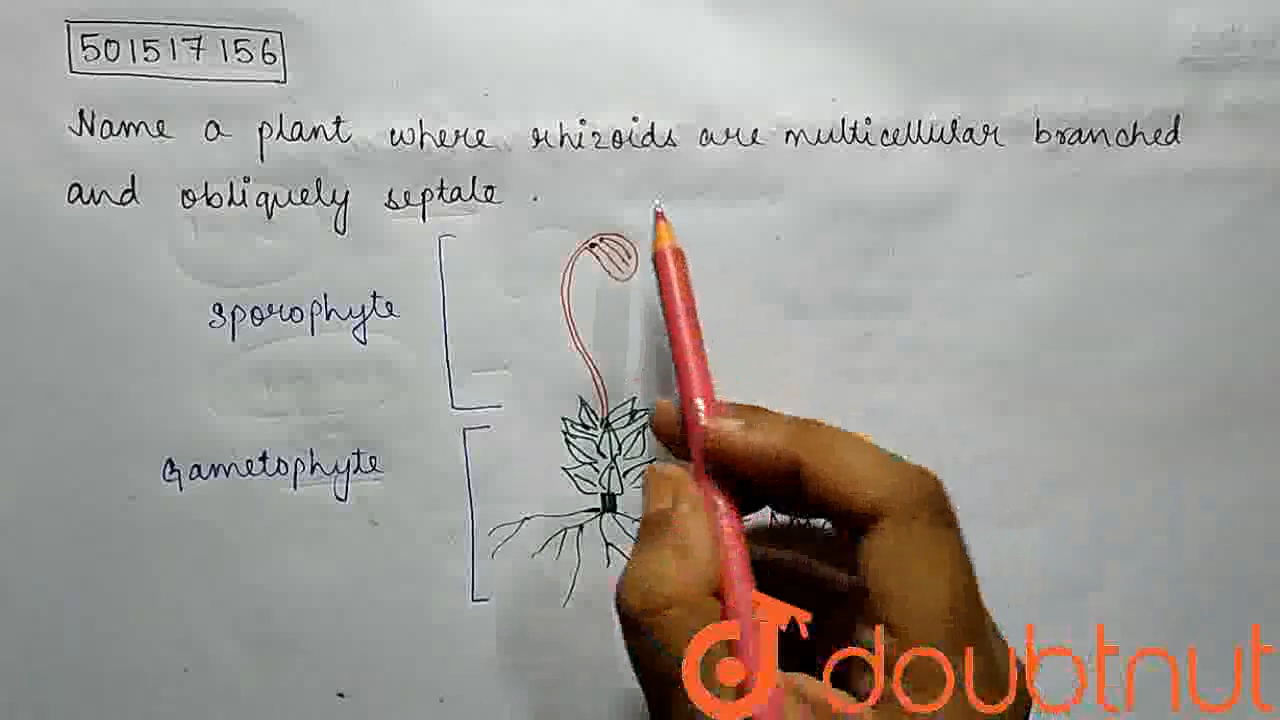 501517156
Name a plant where rhizoids are multicellular branched
and obliquely septate.
Sporophyte
Gametophyte
doubtnut